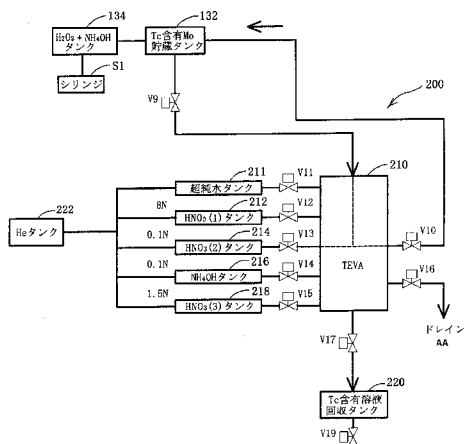 134
132
H₂O₂+NH₄OH
タンク
Tc含有Mo
貯蔵タンク
S1
シリンジ
V9
200
211
V11
210
超純水タンク
8N
212
V12
HNO₃(1)タンク
222
Heタンク
0.1N
214
V13
HNO₃(2)タンク
V10
0.1N
216
V14
TEVA
V16
NH₄OHタンク
1.5N
218
V15
HNO₃(3)タンク
ドレイン
AA
V17
220
Tc含有溶液
回収タンク
V19